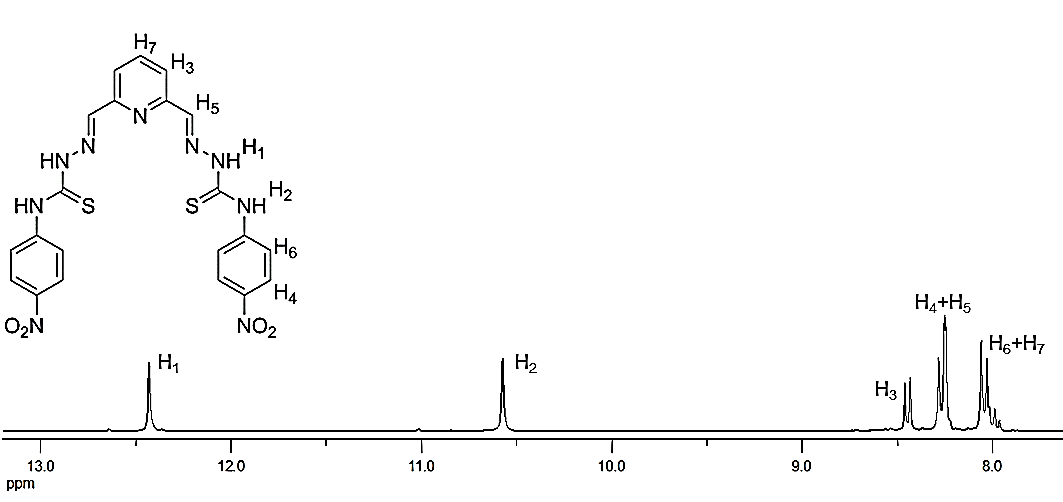 H₇
H₃
N
H₅
N
N
HN
NH
H₁
HN
S
S
NH
H₂
H₆
H₄
O₂N
NO₂
H₄+H₅
H₆+H₇
H₁
H₂
H₃
13.0 12.0 11.0 10.0 9.0 8.0
ppm